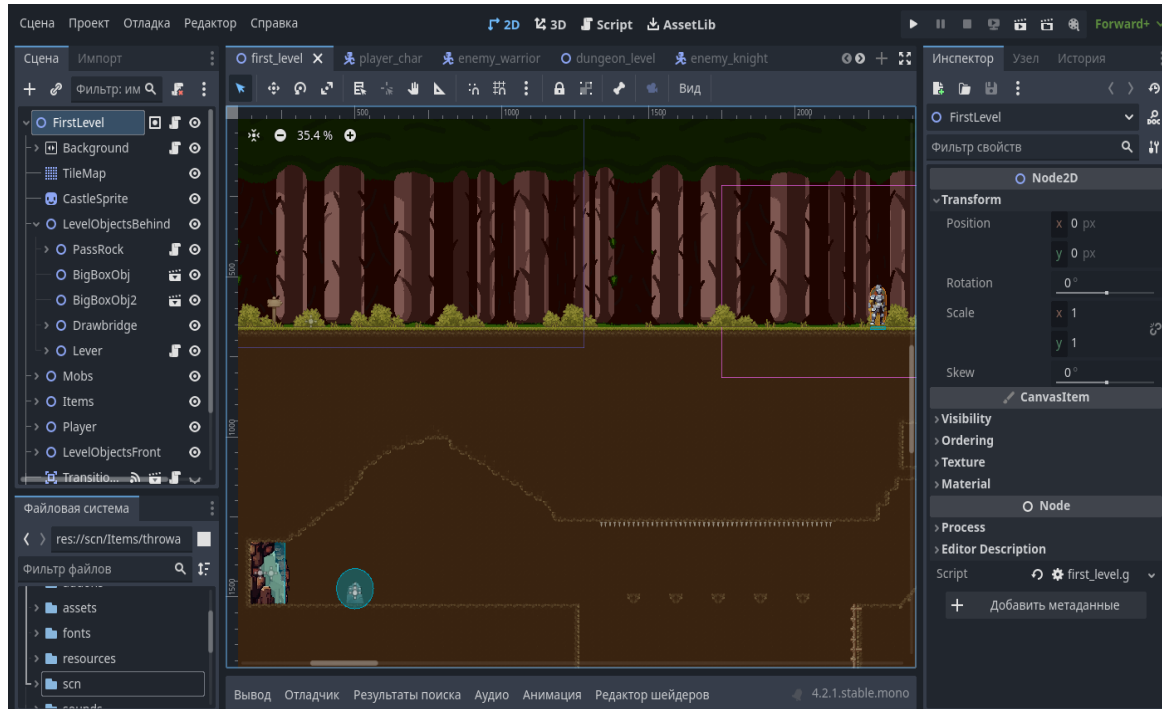 Сцена Проект Отладка Редактор Справка 2D 3D Script AssetLib Forward+
Сцена Импорт
first_level player_char enemy_warrior dungeon_level enemy_knight
Инспектор Узел История
Фильтр: им
Вид
FirstLevel
Background
TileMap
CastleSprite
LevelObjectsBehind
PassRock
BigBoxObj
BigBoxObj2
Drawbridge
Lever
Mobs
Items
Player
LevelObjectsFront
Transitio...
Файловая система
res://scn/Items/throwa
Фильтр файлов
assets
fonts
resources
scn
500 1000 1500 2000
35.4 %
500
1000
1500
Вывод Отладчик Результаты поиска Аудио Анимация Редактор шейдеров 4.2.1.stable.mono
FirstLevel DOC
Фильтр свойств
Node2D
Transform
Position x 0 px
y 0 px
Rotation 0°
Scale x 1
y 1
Skew 0°
CanvasItem
Visibility
Ordering
Texture
Material
Node
Process
Editor Description
Script first_level.g
+ Добавить метаданные